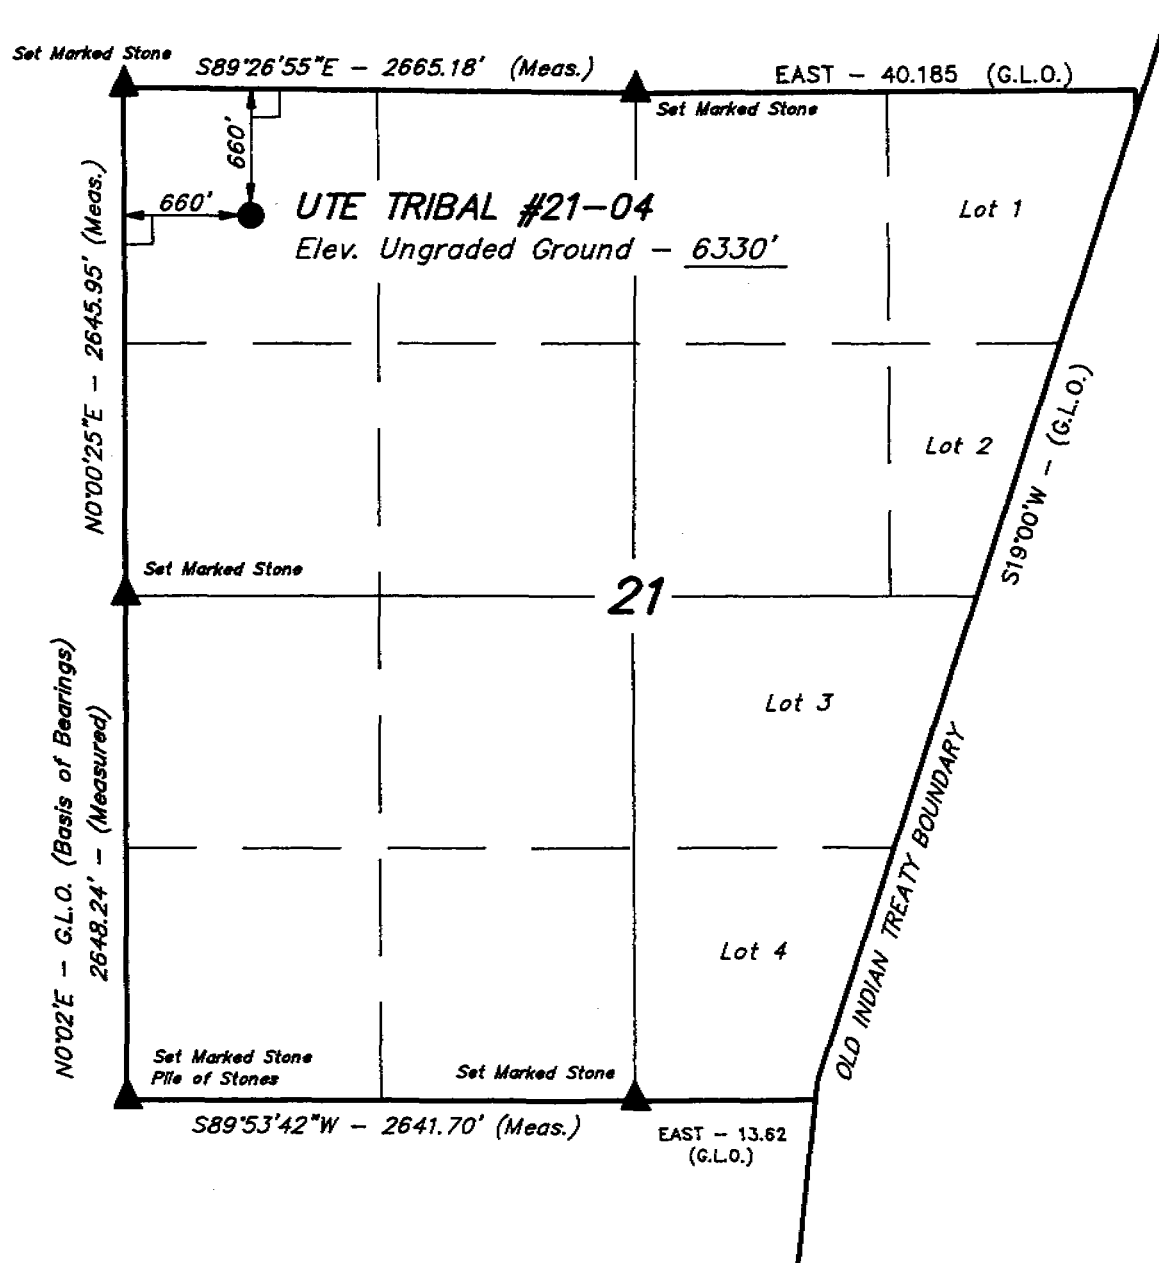 Set Marked Stone
S89°26'55"E - 2665.18' (Meas.)
EAST - 40.185 (G.L.O.)
Set Marked Stone
660'
660'
UTE TRIBAL #21-04
Elev. Ungraded Ground - 6330'
Lot 1
N0°00'25"E - 2645.95' (Meas.)
Lot 2
S19°00'W - (G.L.O.)
Set Marked Stone
21
Lot 3
N0°02'E - G.L.O. (Basis of Bearings)
2648.24' - (Measured)
OLD INDIAN TREATY BOUNDARY
Lot 4
Set Marked Stone
Pile of Stones
Set Marked Stone
S89°53'42"W - 2641.70' (Meas.)
EAST - 13.62
(G.L.O.)